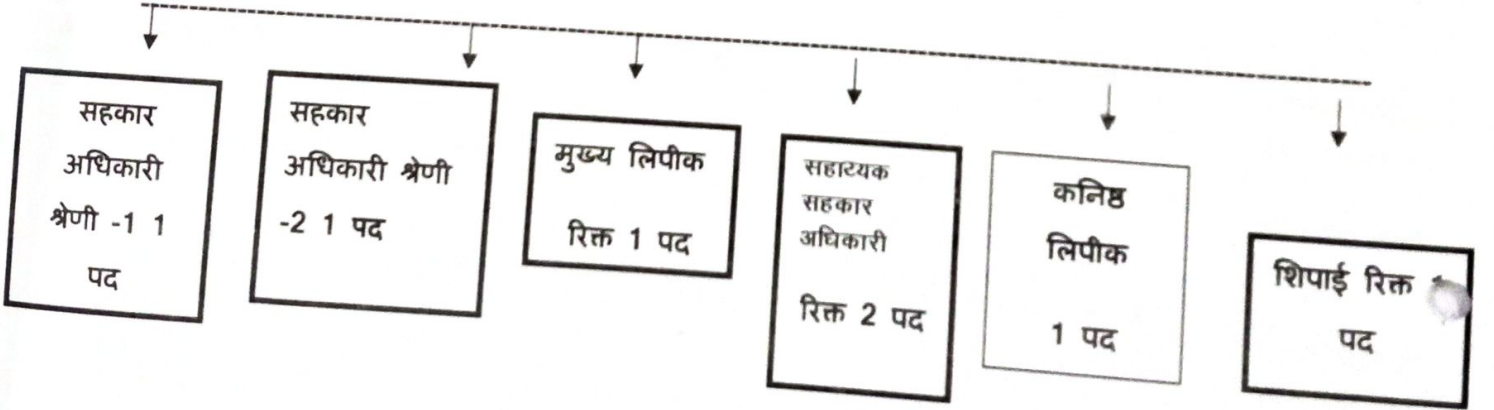 सहकार
अधिकारी
श्रेणी -1 1
पद
सहकार
अधिकारी श्रेणी
-2 1 पद
मुख्य लिपीक
रिक्त 1 पद
सहाय्यक
सहकार
अधिकारी
रिक्त 2 पद
कनिष्ठ
लिपीक
1 पद
शिपाई रिक्त
पद